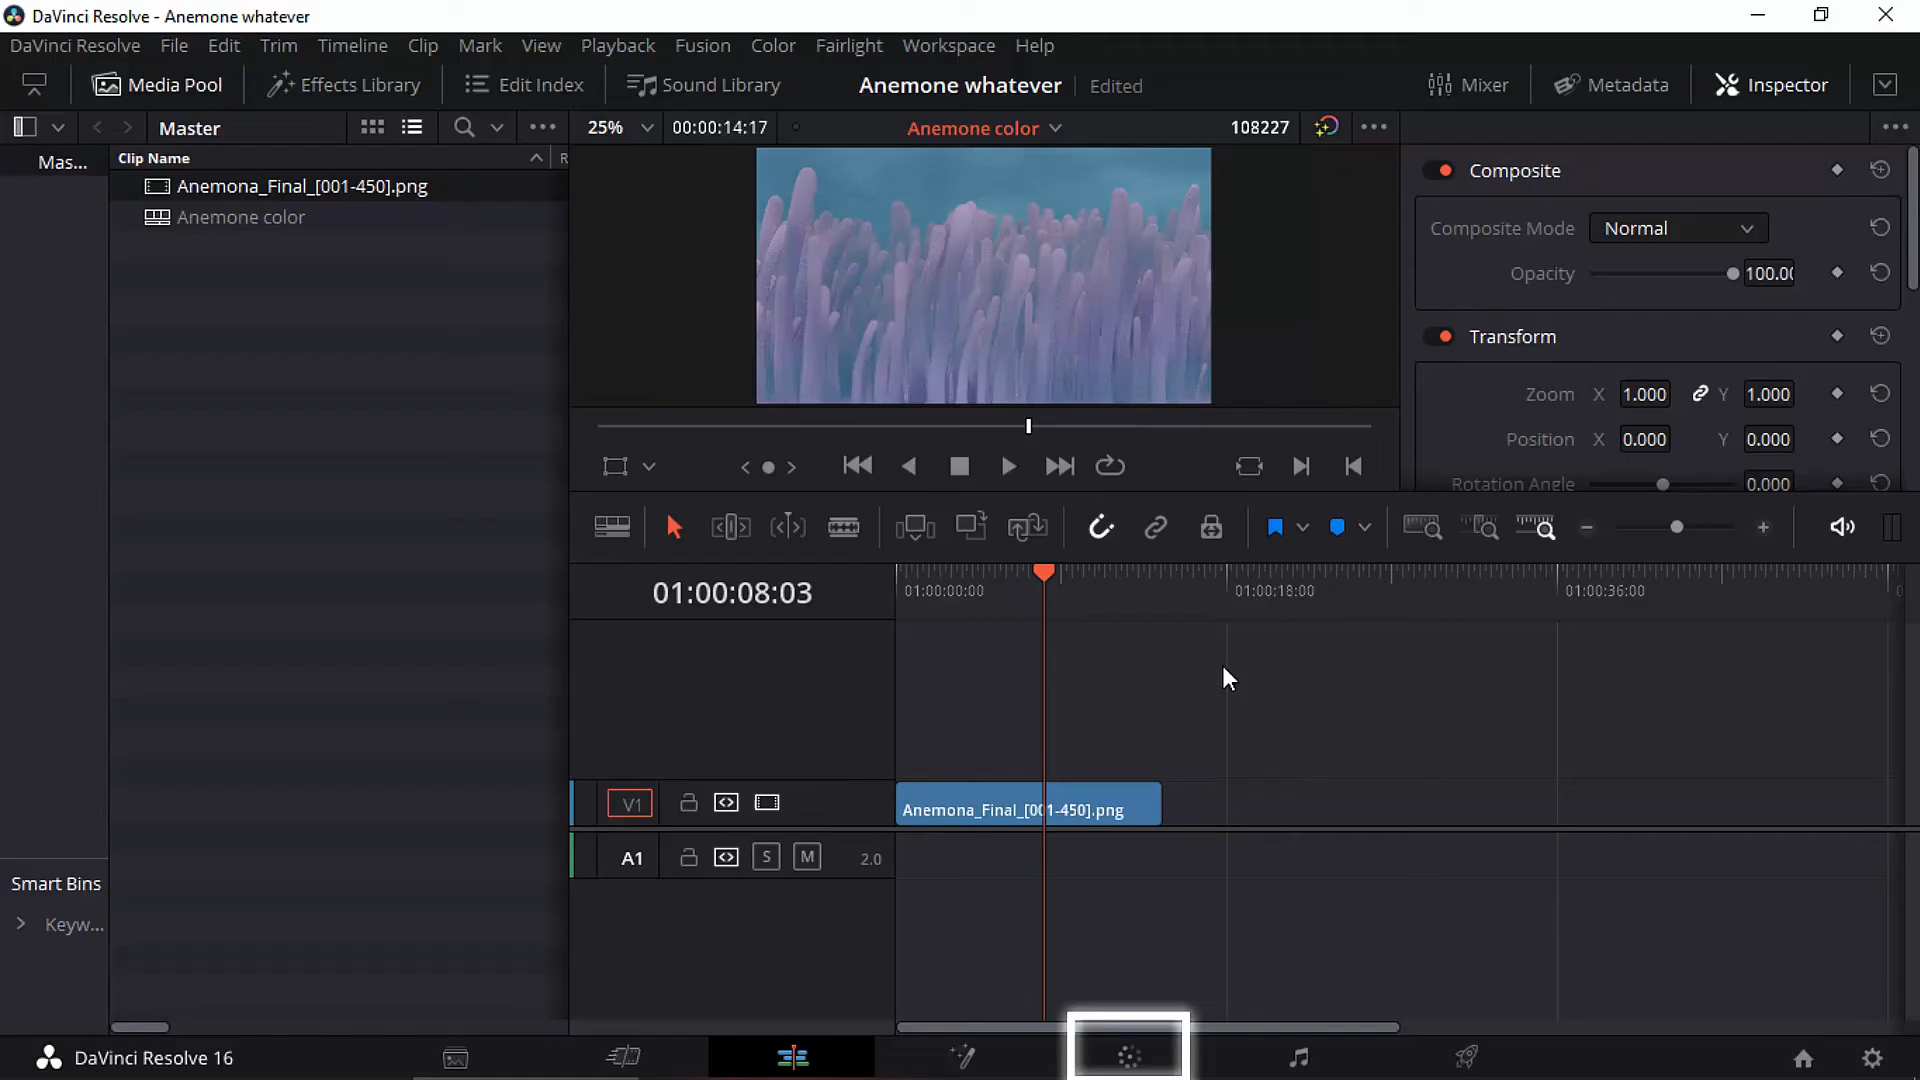 DaVinci Resolve - Anemone whatever
DaVinci Resolve File Edit Trim Timeline Clip Mark View Playback Fusion Color Fairlight Workspace Help
Media Pool Effects Library Edit Index Sound Library Anemone whatever Edited Mixer Metadata Inspector
Master 25% 00:00:14:17 Anemone color 108227
Mas... Clip Name R
Anemona_Final_[001-450].png
Anemone color
Composite
Composite Mode Normal
Opacity 100.00
Transform
Zoom X 1.000 Y 1.000
Position X 0.000 Y 0.000
Rotation Angle 0.000
01:00:08:03
01:00:00:00 01:00:18:00 01:00:36:00 0
V1 Anemona_Final_[001-450].png
A1 S M 2.0
Smart Bins
Keyw...
DaVinci Resolve 16